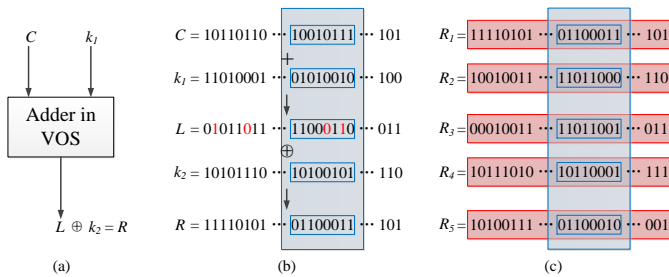 C
k₁
Adder in
VOS
L ⊕ k₂ = R
(a)
C = 10110110 ··· 10010111 ··· 101
+
k₁ = 11010001 ··· 01010010 ··· 100
L = 01011011 ··· 11000110 ··· 011
⊕
k₂ = 10101110 ··· 10100101 ··· 110
R = 11110101 ··· 01100011 ··· 101
(b)
R₁ = 11110101 ··· 01100011 ··· 101
R₂ = 10010011 ··· 11011000 ··· 110
R₃ = 00010011 ··· 11011001 ··· 011
R₄ = 10111010 ··· 10110001 ··· 111
R₅ = 10100111 ··· 01100010 ··· 001
(c)